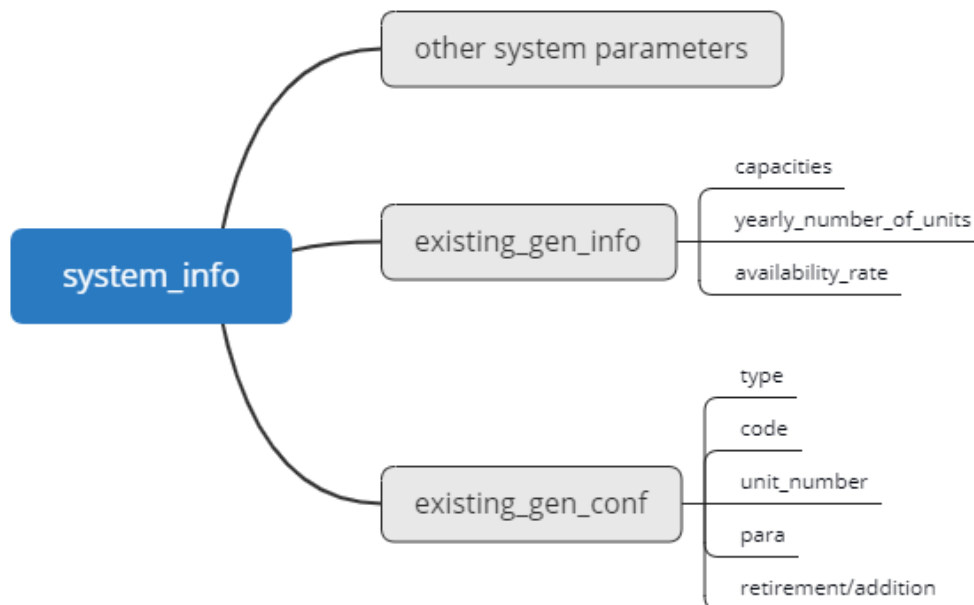 other system parameters
system_info
existing_gen_info
capacities
yearly_number_of_units
availability_rate
existing_gen_conf
type
code
unit_number
para
retirement/addition